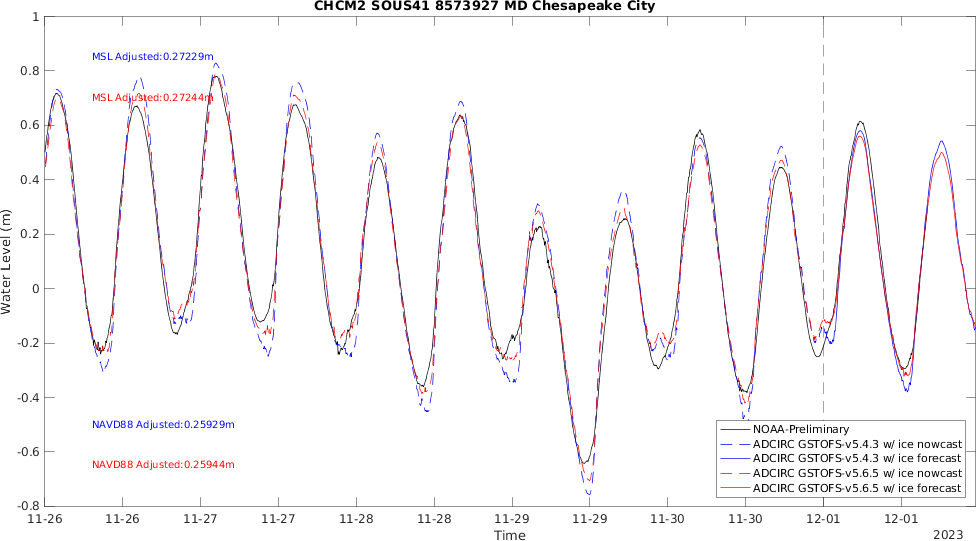 CHCM2 SOUS41 8573927 MD Chesapeake City
1
0.8
0.6
0.4
0.2
0
-0.2
-0.4
-0.6
-0.8
Water Level (m)
MSL Adjusted:0.27229m
MSL Adjusted:0.27244m
NAVD88 Adjusted:0.25929m
NAVD88 Adjusted:0.25944m
NOAA-Preliminary
ADCIRC GSTOFS-v5.4.3 w/ ice nowcast
ADCIRC GSTOFS-v5.4.3 w/ ice forecast
ADCIRC GSTOFS-v5.6.5 w/ ice nowcast
ADCIRC GSTOFS-v5.6.5 w/ ice forecast
11-26 11-26 11-27 11-27 11-28 11-28 11-29 11-29 11-30 11-30 12-01 12-01
Time
2023